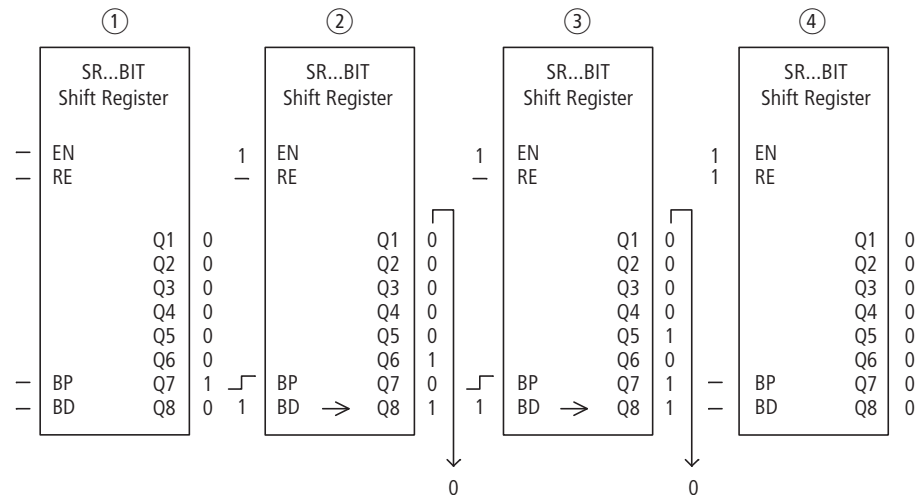 ① ② ③ ④
SR...BIT SR...BIT SR...BIT SR...BIT
Shift Register Shift Register Shift Register Shift Register
– EN 1 EN 1 EN 1 EN
– RE – RE – RE 1 RE
Q1 0 Q1 0 Q1 0 Q1 0
Q2 0 Q2 0 Q2 0 Q2 0
Q3 0 Q3 0 Q3 0 Q3 0
Q4 0 Q4 0 Q4 0 Q4 0
Q5 0 Q5 0 Q5 1 Q5 0
Q6 0 Q6 1 Q6 0 Q6 0
– BP Q7 1 BP Q7 0 BP Q7 1 – BP Q7 0
– BD Q8 0 1 BD → Q8 1 1 BD → Q8 1 – BD Q8 0
0 0